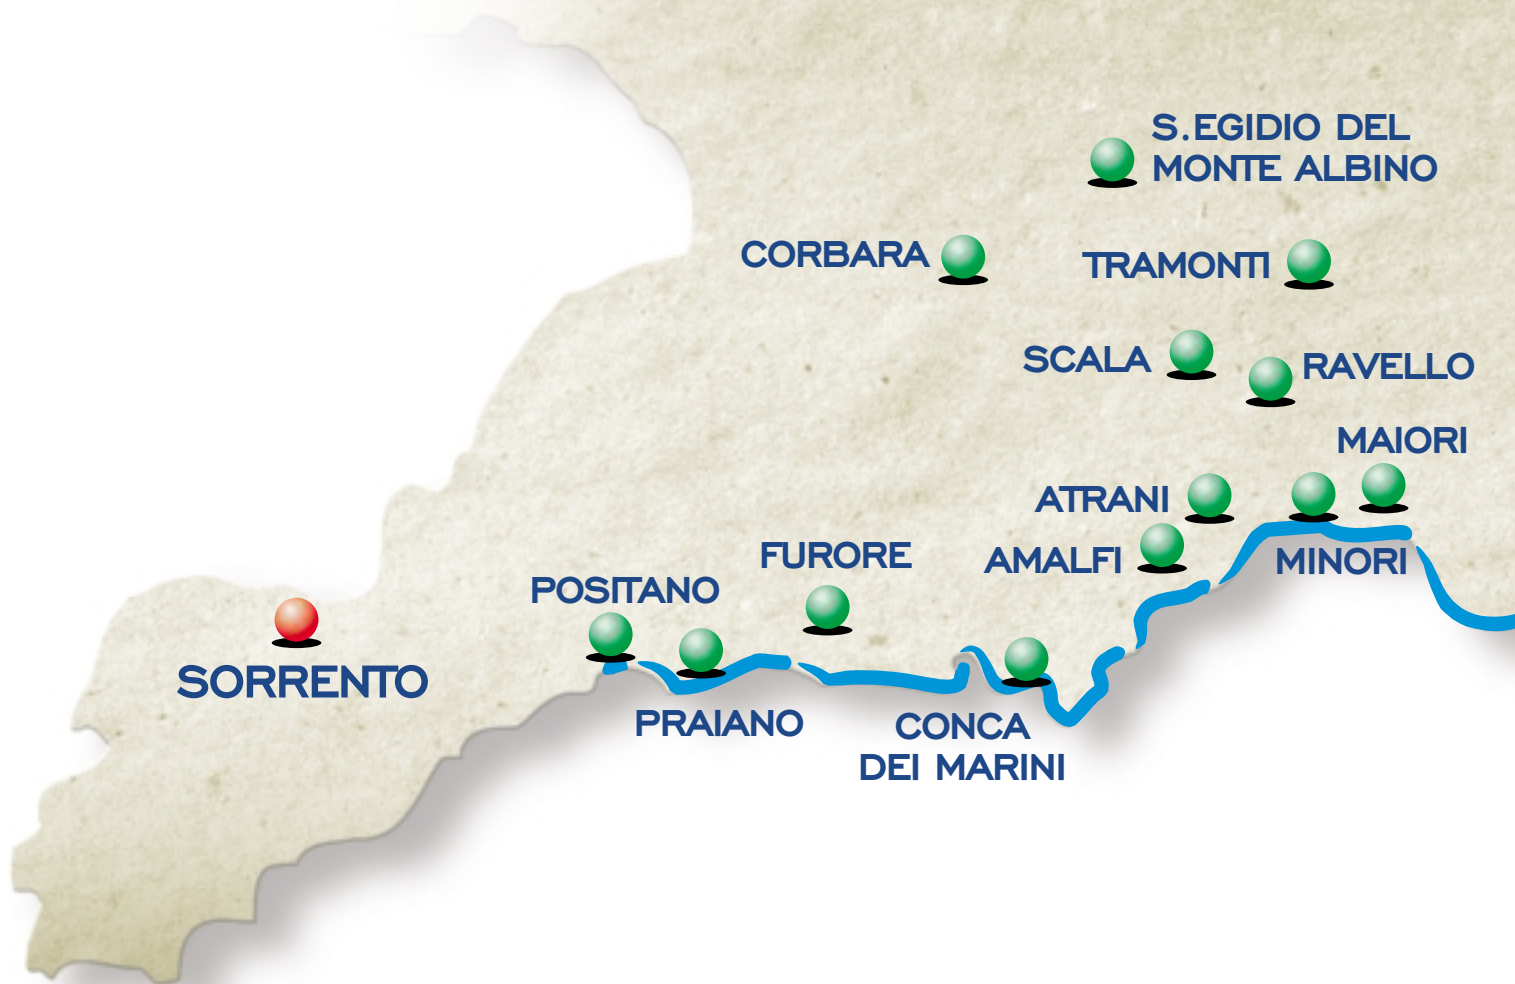 S.EGIDIO DEL
MONTE ALBINO
CORBARA
TRAMONTI
SCALA
RAVELLO
MAIORI
ATRANI
AMALFI
MINORI
FURORE
POSITANO
SORRENTO
PRAIANO
CONCA
DEI MARINI